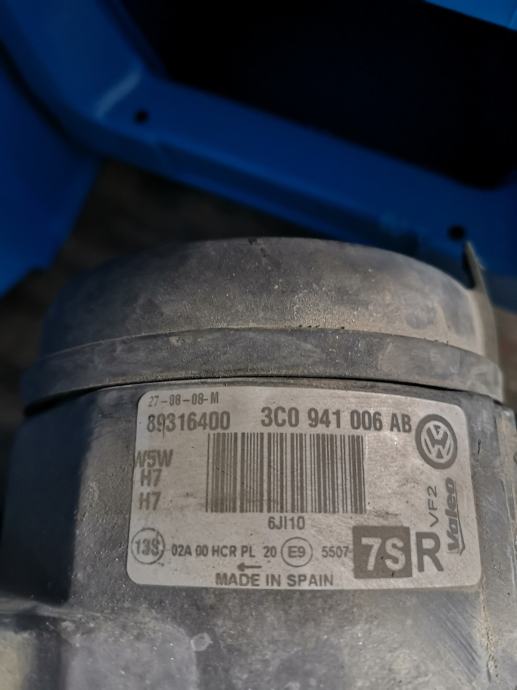 27-08-08-M
89316400 3C0 941 006 AB
W5W
H7
H7
6JI10
VF2
Valeo
13S 02A 00 HCR PL 20 E9 5507 7S R
MADE IN SPAIN